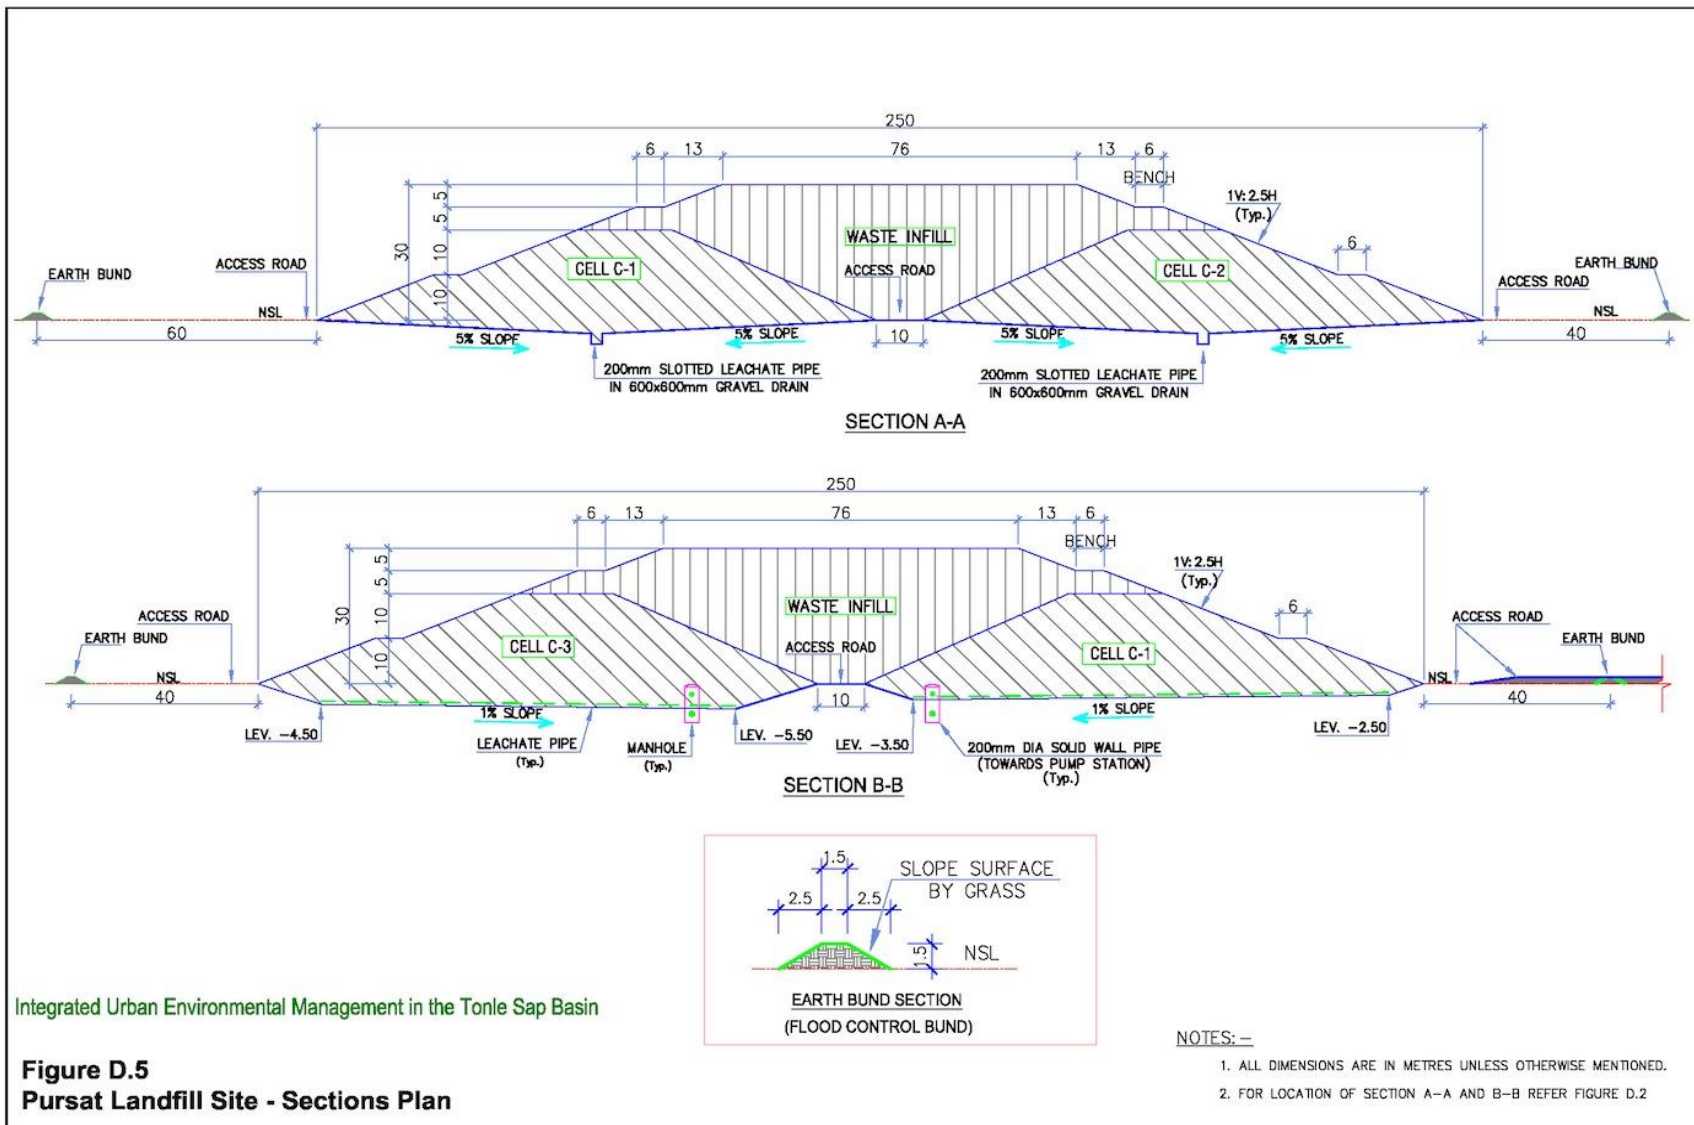 250
6 13 76 13 6
BENCH
1V:2.5H
(Typ.)
5
5
10
10
30
6
WASTE INFILL
CELL C-1
ACCESS ROAD
CELL C-2
EARTH BUND
ACCESS ROAD
NSL
EARTH BUND
ACCESS ROAD
NSL
60
5% SLOPE
5% SLOPE
10
5% SLOPE
5% SLOPE
40
200mm SLOTTED LEACHATE PIPE
IN 600x600mm GRAVEL DRAIN
200mm SLOTTED LEACHATE PIPE
IN 600x600mm GRAVEL DRAIN
SECTION A-A
250
6 13 76 13 6
BENCH
1V:2.5H
(Typ.)
5
5
10
10
30
6
WASTE INFILL
ACCESS ROAD
EARTH BUND
CELL C-3
ACCESS ROAD
CELL C-1
ACCESS ROAD
EARTH BUND
NSL
NSL
40
10
40
1% SLOPE
1% SLOPE
LEV. -4.50
LEACHATE PIPE
(Typ.)
MANHOLE
(Typ.)
LEV. -5.50
LEV. -3.50
200mm DIA SOLID WALL PIPE
(TOWARDS PUMP STATION)
(Typ.)
LEV. -2.50
SECTION B-B
1.5
SLOPE SURFACE
BY GRASS
2.5 2.5
1.5
NSL
EARTH BUND SECTION
(FLOOD CONTROL BUND)
Integrated Urban Environmental Management in the Tonle Sap Basin
Figure D.5
Pursat Landfill Site - Sections Plan
NOTES: –
1. ALL DIMENSIONS ARE IN METRES UNLESS OTHERWISE MENTIONED.
2. FOR LOCATION OF SECTION A-A AND B-B REFER FIGURE D.2